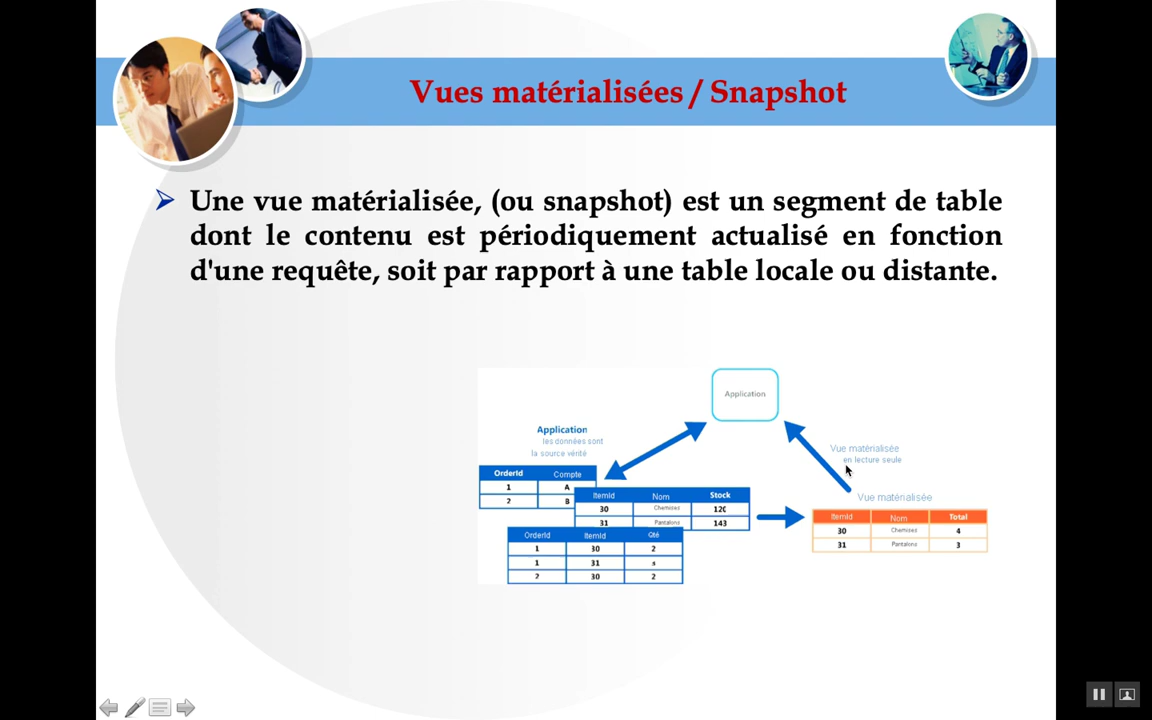 Vues matérialisées / Snapshot
Une vue matérialisée, (ou snapshot) est un segment de table
dont le contenu est périodiquement actualisé en fonction
d'une requête, soit par rapport à une table locale ou distante.
Application
Application
les données sont
la source vérité
Vue matérialisée
en lecture seule
OrderId Compte
1 A
2 B
ItemId Nom Stock
30 Chemises 120
31 Pantalons 143
OrderId ItemId Qté
1 30 2
1 31
2 30 2
Vue matérialisée
ItemId Nom Total
30 Chemises 4
31 Pantalons 3